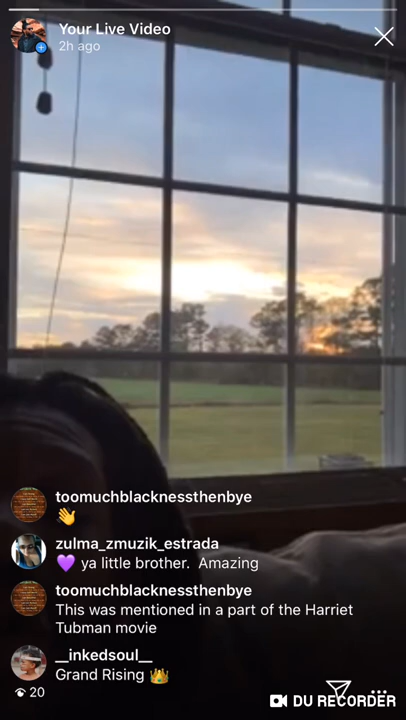 Your Live Video
2h ago
toomuchblacknessthenbye
👋
zulma_zmuzik_estrada
💜 ya little brother.  Amazing
toomuchblacknessthenbye
This was mentioned in a part of the Harriet
Tubman movie
__inkedsoul__
Grand Rising 👑
20
DU RECORDER